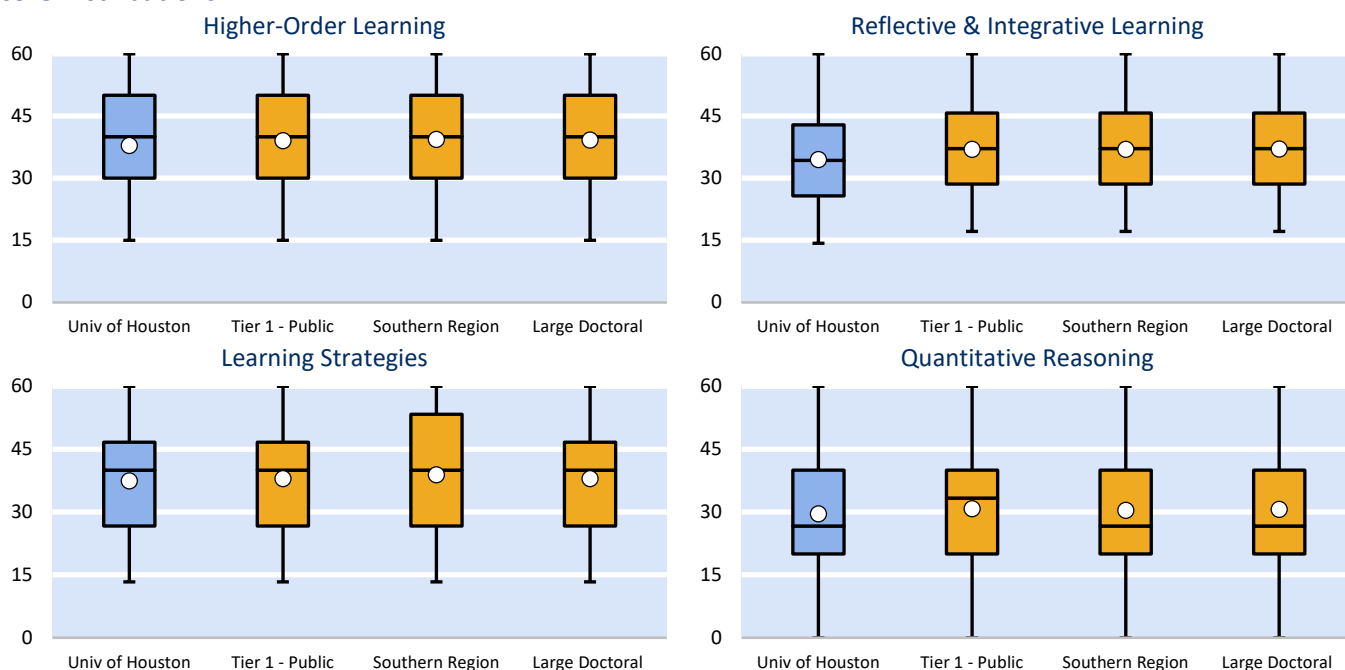 Higher-Order Learning
60
45
30
15
0
Univ of Houston Tier 1 - Public Southern Region Large Doctoral
Reflective & Integrative Learning
60
45
30
15
0
Univ of Houston Tier 1 - Public Southern Region Large Doctoral
Learning Strategies
60
45
30
15
0
Univ of Houston Tier 1 - Public Southern Region Large Doctoral
Quantitative Reasoning
60
45
30
15
0
Univ of Houston Tier 1 - Public Southern Region Large Doctoral